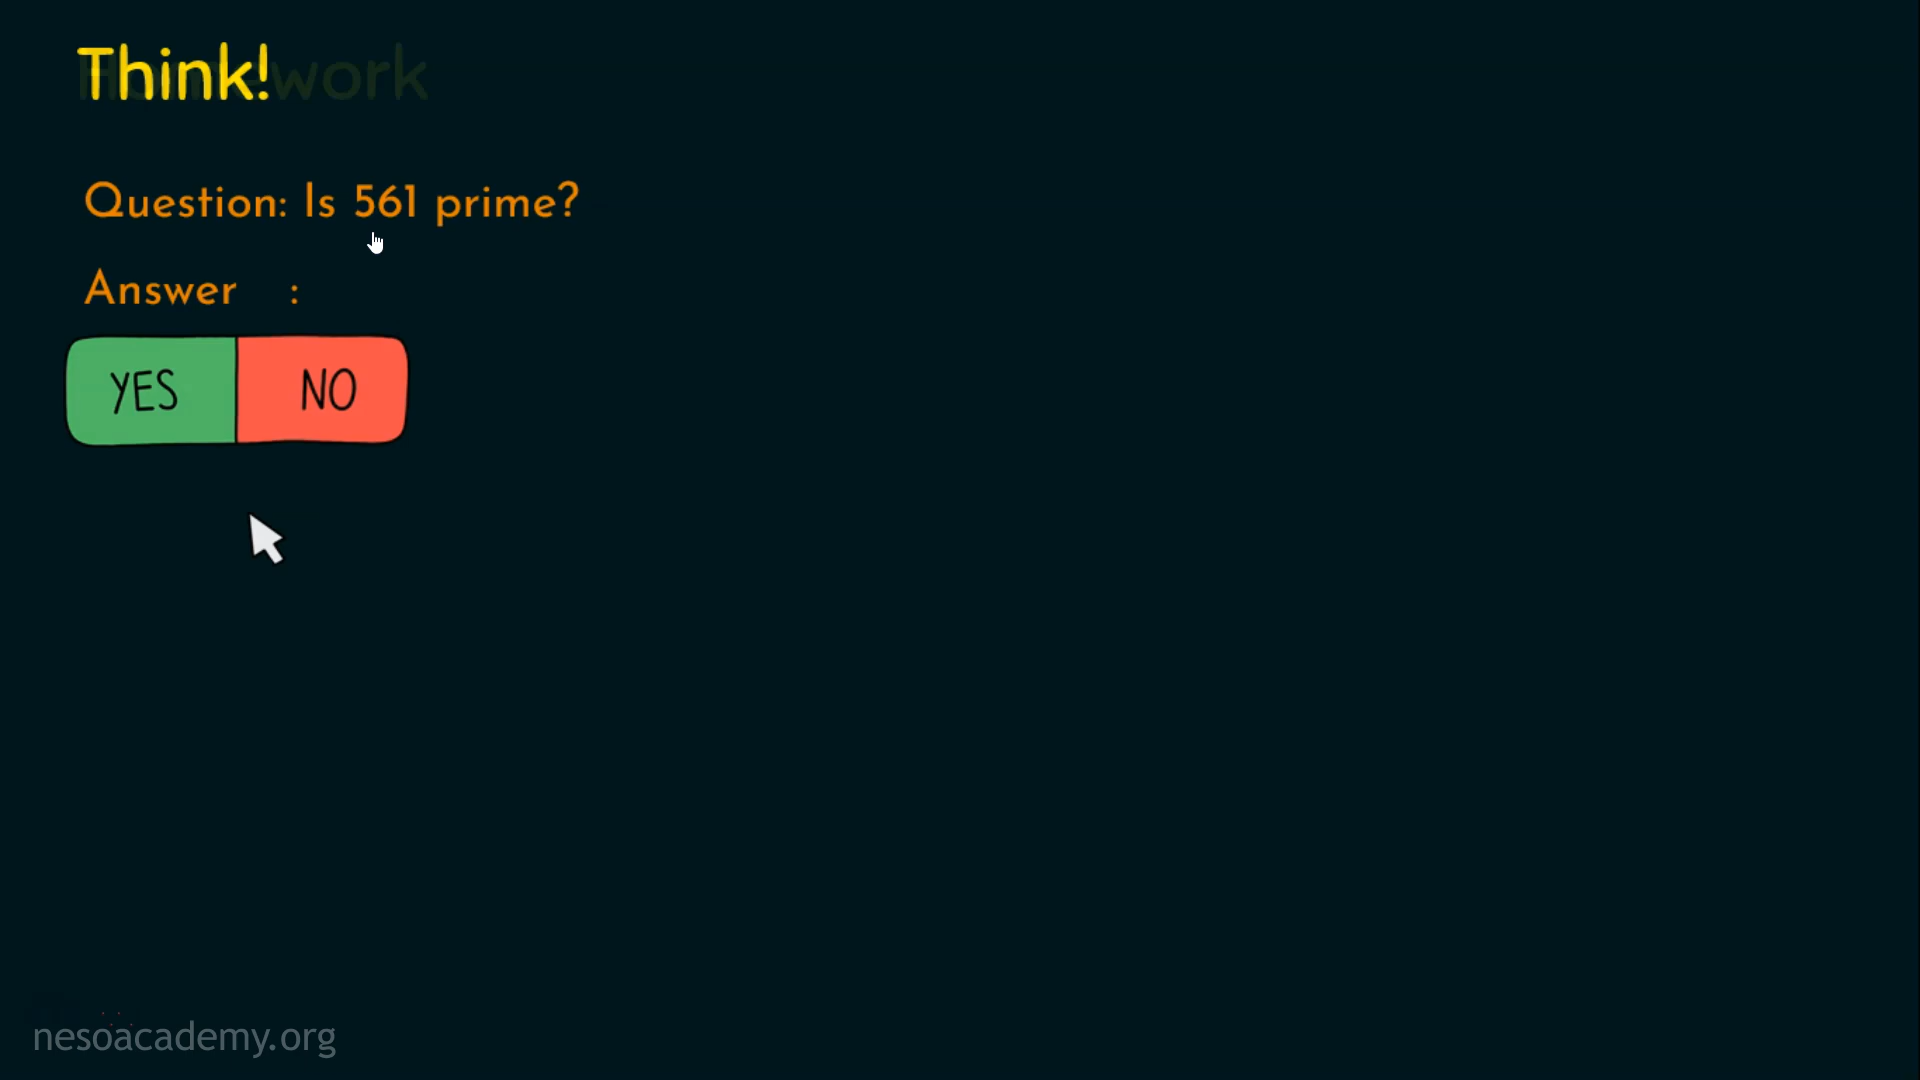 Think!
Question: Is 561 prime?
Answer :
YES NO
nesoacademy.org